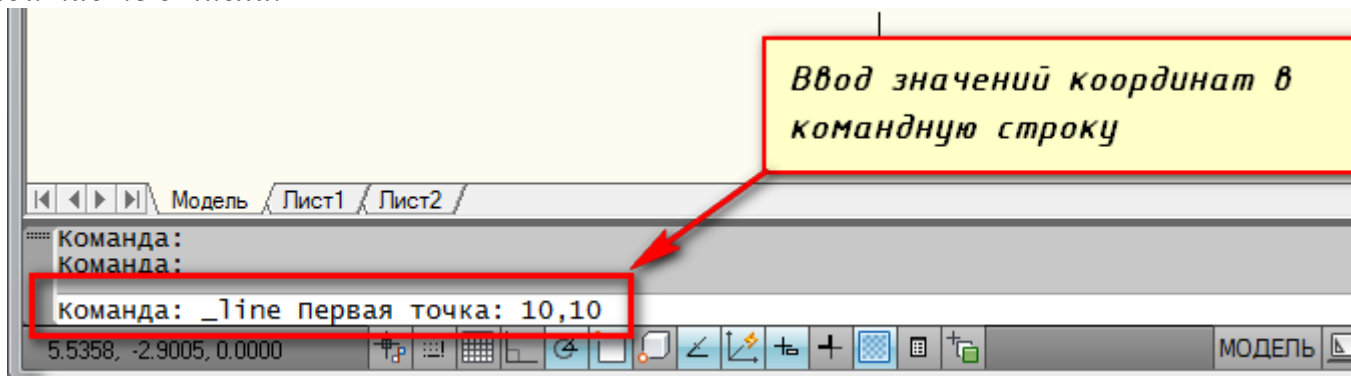 Ввод значений координат в
командную строку
Модель Лист1 Лист2
Команда:
Команда:
Команда: _line Первая точка: 10,10
5.5358, -2.9005, 0.0000 МОДЕЛЬ